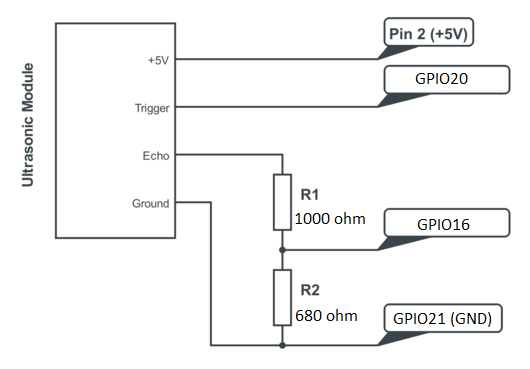 Ultrasonic Module
+5V
Pin 2 (+5V)
Trigger
GPIO20
Echo
Ground
R1
1000 ohm
GPIO16
R2
680 ohm
GPIO21 (GND)